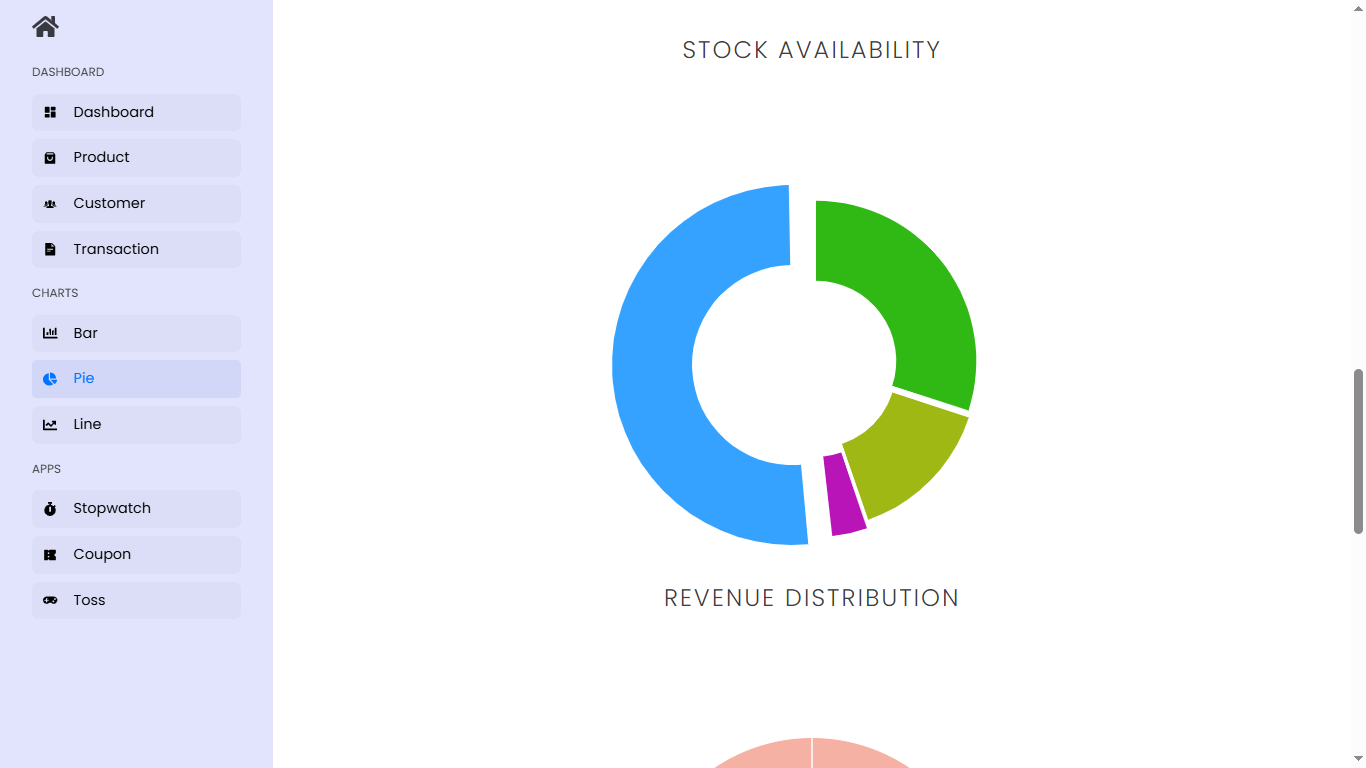 DASHBOARD
Dashboard
Product
Customer
Transaction
CHARTS
Bar
Pie
Line
APPS
Stopwatch
Coupon
Toss
STOCK AVAILABILITY
REVENUE DISTRIBUTION